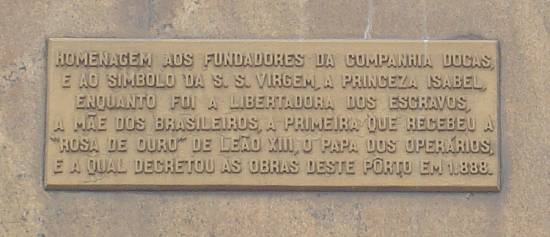 HOMENAGEM AOS FUNDADORES DA COMPANHIA DOCAS,
E AO SIMBOLO DA S. S. VIRGEM, A PRINCEZA ISABEL,
ENQUANTO FOI A LIBERTADORA DOS ESCRAVOS,
A MÃE DOS BRASILEIROS, A PRIMEIRA QUE RECEBEU A
"ROSA DE OURO" DE LEÃO XIII, O PAPA DOS OPERÁRIOS,
E A QUAL DECRETOU AS OBRAS DESTE PÔRTO EM 1.888.